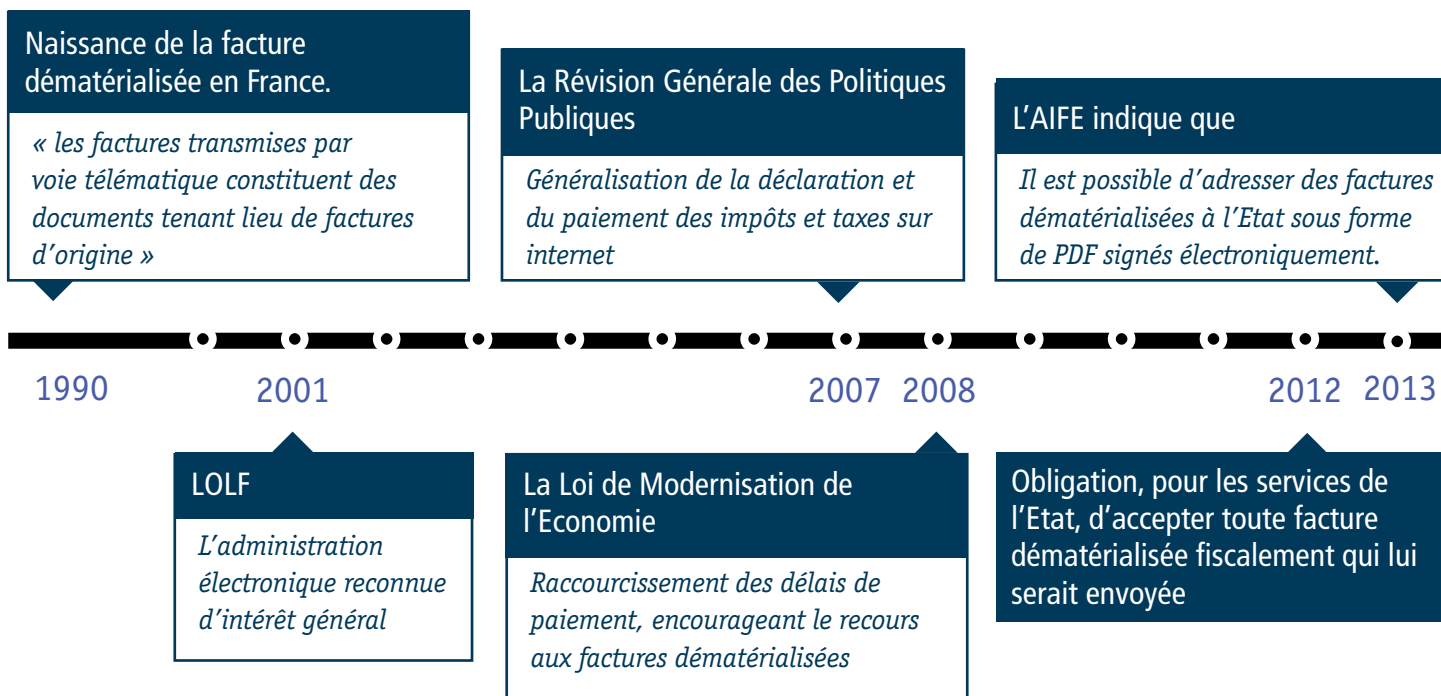 Naissance de la facture
dématérialisée en France.
« les factures transmises par
voie télématique constituent des
documents tenant lieu de factures
d’origine »
La Révision Générale des Politiques
Publiques
Généralisation de la déclaration et
du paiement des impôts et taxes sur
internet
L’AIFE indique que
Il est possible d’adresser des factures
dématérialisées à l’Etat sous forme
de PDF signés électroniquement.
1990 2001 2007 2008 2012 2013
LOLF
L’administration
électronique reconnue
d’intérêt général
La Loi de Modernisation de
l’Economie
Raccourcissement des délais de
paiement, encourageant le recours
aux factures dématérialisées
Obligation, pour les services de
l’Etat, d’accepter toute facture
dématérialisée fiscalement qui lui
serait envoyée